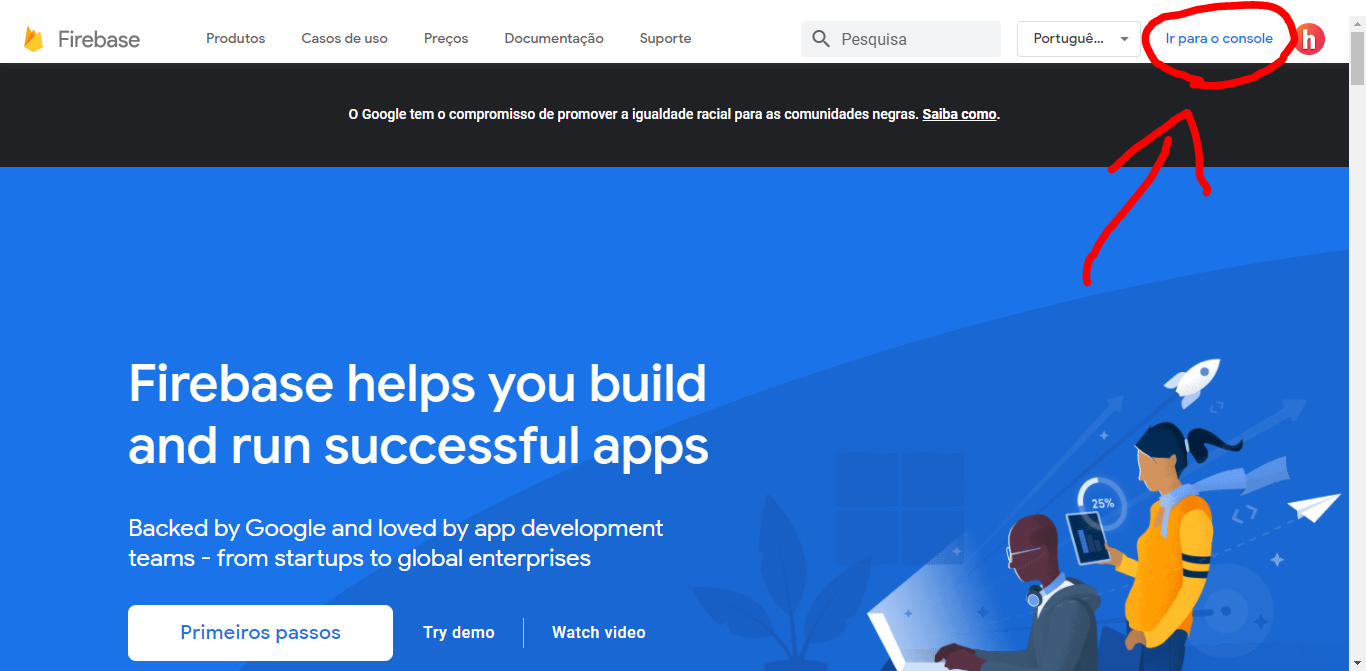 Firebase
Produtos
Casos de uso
Preços
Documentação
Suporte
Pesquisa
Portuguê...
Ir para o console
h
O Google tem o compromisso de promover a igualdade racial para as comunidades negras. Saiba como.
Firebase helps you build
and run successful apps
Backed by Google and loved by app development
teams - from startups to global enterprises
Primeiros passos
Try demo
Watch video
25%